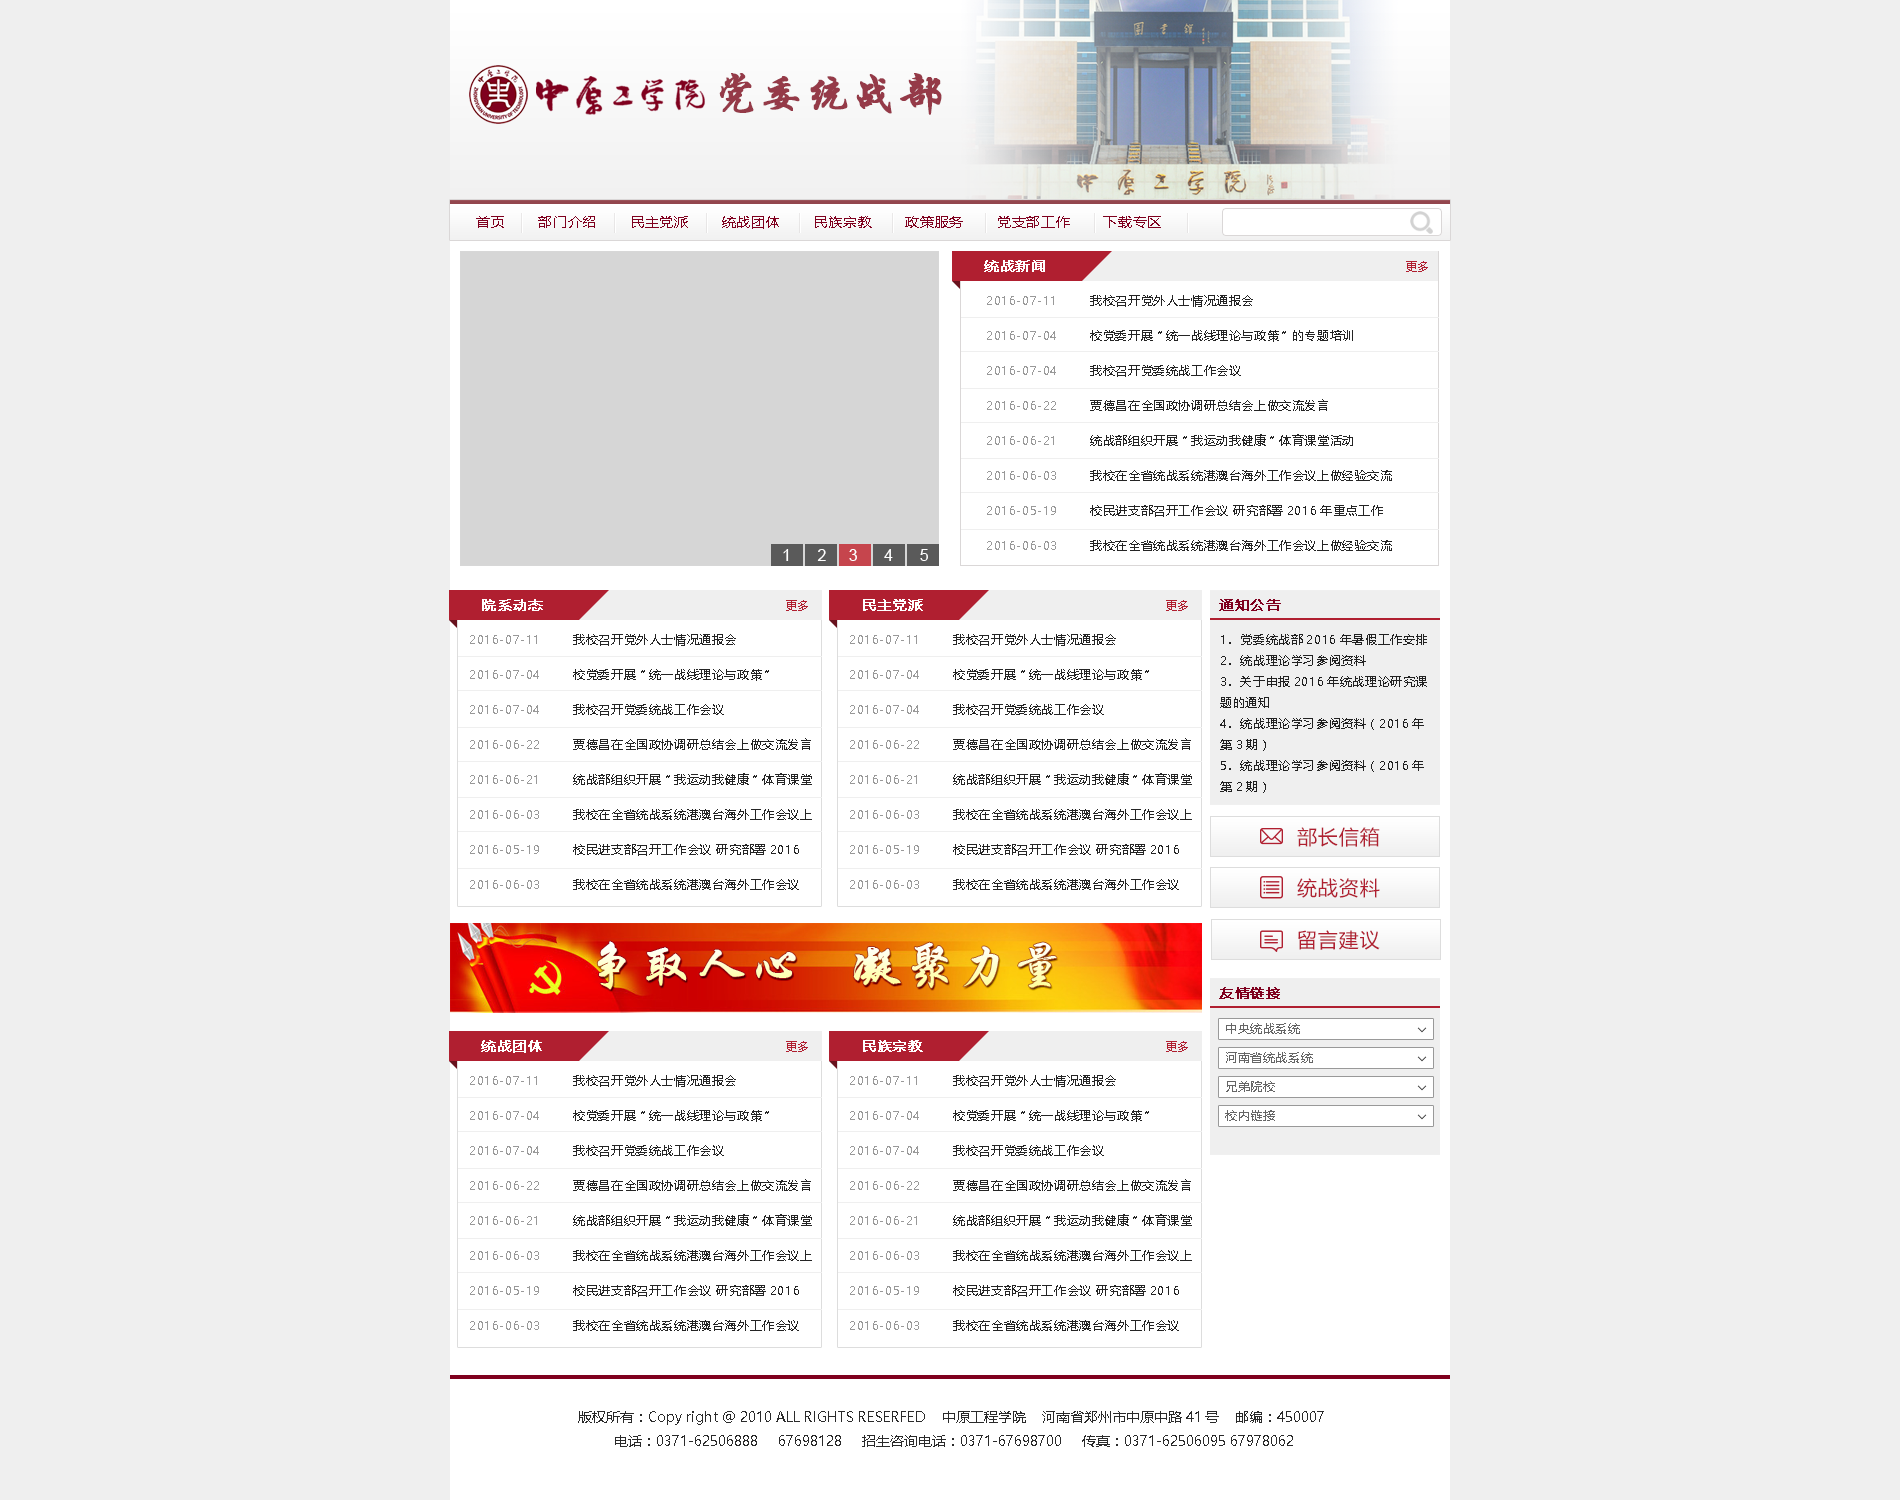 图書館
中原工学院 党委统战部
中原工学院
首页 部门介绍 民主党派 统战团体 民族宗教 政策服务 党支部工作 下载专区
1 2 3 4 5
统战新闻 更多
2016-07-11 我校召开党外人士情况通报会
2016-07-04 校党委开展“统一战线理论与政策”的专题培训
2016-07-04 我校召开党委统战工作会议
2016-06-22 贾德昌在全国政协调研总结会上做交流发言
2016-06-21 统战部组织开展“我运动我健康”体育课堂活动
2016-06-03 我校在全省统战系统港澳台海外工作会议上做经验交流
2016-05-19 校民进支部召开工作会议 研究部署 2016 年重点工作
2016-06-03 我校在全省统战系统港澳台海外工作会议上做经验交流
院系动态 更多
2016-07-11 我校召开党外人士情况通报会
2016-07-04 校党委开展“统一战线理论与政策”
2016-07-04 我校召开党委统战工作会议
2016-06-22 贾德昌在全国政协调研总结会上做交流发言
2016-06-21 统战部组织开展“我运动我健康”体育课堂
2016-06-03 我校在全省统战系统港澳台海外工作会议上
2016-05-19 校民进支部召开工作会议 研究部署 2016
2016-06-03 我校在全省统战系统港澳台海外工作会议
民主党派 更多
2016-07-11 我校召开党外人士情况通报会
2016-07-04 校党委开展“统一战线理论与政策”
2016-07-04 我校召开党委统战工作会议
2016-06-22 贾德昌在全国政协调研总结会上做交流发言
2016-06-21 统战部组织开展“我运动我健康”体育课堂
2016-06-03 我校在全省统战系统港澳台海外工作会议上
2016-05-19 校民进支部召开工作会议 研究部署 2016
2016-06-03 我校在全省统战系统港澳台海外工作会议
通知公告
1. 党委统战部 2016 年暑假工作安排
2. 统战理论学习参阅资料
3. 关于申报 2016 年统战理论研究课
题的通知
4. 统战理论学习参阅资料（2016 年
第 3 期）
5. 统战理论学习参阅资料（2016 年
第 2 期）
部长信箱
统战资料
留言建议
争取人心 凝聚力量
统战团体 更多
2016-07-11 我校召开党外人士情况通报会
2016-07-04 校党委开展“统一战线理论与政策”
2016-07-04 我校召开党委统战工作会议
2016-06-22 贾德昌在全国政协调研总结会上做交流发言
2016-06-21 统战部组织开展“我运动我健康”体育课堂
2016-06-03 我校在全省统战系统港澳台海外工作会议上
2016-05-19 校民进支部召开工作会议 研究部署 2016
2016-06-03 我校在全省统战系统港澳台海外工作会议
民族宗教 更多
2016-07-11 我校召开党外人士情况通报会
2016-07-04 校党委开展“统一战线理论与政策”
2016-07-04 我校召开党委统战工作会议
2016-06-22 贾德昌在全国政协调研总结会上做交流发言
2016-06-21 统战部组织开展“我运动我健康”体育课堂
2016-06-03 我校在全省统战系统港澳台海外工作会议上
2016-05-19 校民进支部召开工作会议 研究部署 2016
2016-06-03 我校在全省统战系统港澳台海外工作会议
友情链接
中央统战系统
河南省统战系统
兄弟院校
校内链接
版权所有：Copy right @ 2010 ALL RIGHTS RESERFED 中原工程学院 河南省郑州市中原中路 41 号 邮编：450007
电话：0371-62506888 67698128 招生咨询电话：0371-67698700 传真：0371-62506095 67978062